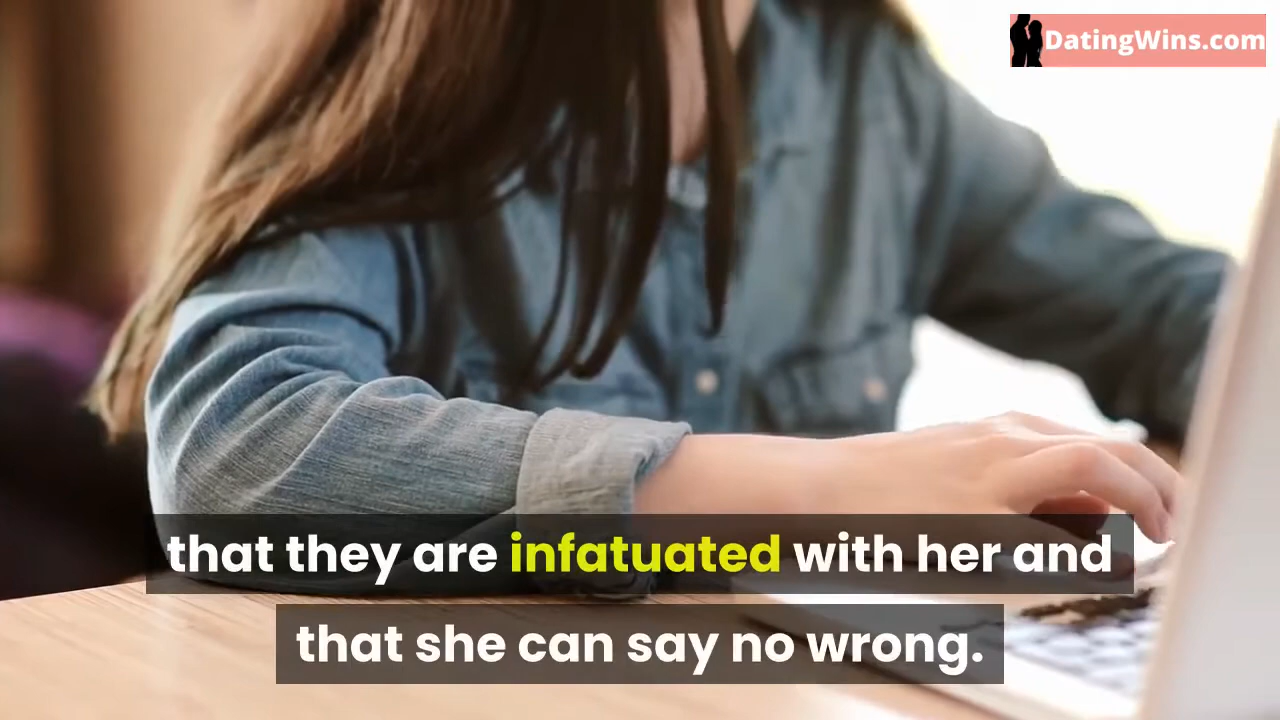 DatingWins.com
that they are infatuated with her and
that she can say no wrong.